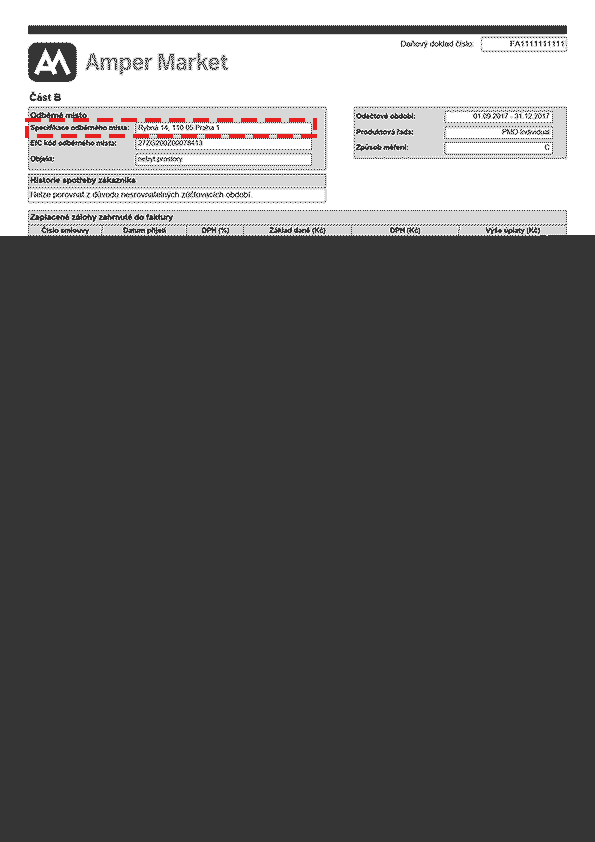 Daňový doklad číslo: FA1111111111
Amper Market
Část B
Odběrné místo
Specifikace odběrného místa: Rybná 14, 110 05 Praha 1
EIC kód odběrného místa: 27ZG200Z00078413
Objekt: nebyt.prostory
Odečtové období: 01.09.2017 - 31.12.2017
Produktová řada: PMO Individual
Způsob měření: C
Historie spotřeby zákazníka
Nelze porovnat z důvodu nesrovnatelných zúčtovacích období.
Zaplacené zálohy zahrnuté do faktury
Číslo smlouvy Datum přijetí DPH (%) Základ daně (Kč) DPH (Kč) Výše úplaty (Kč)